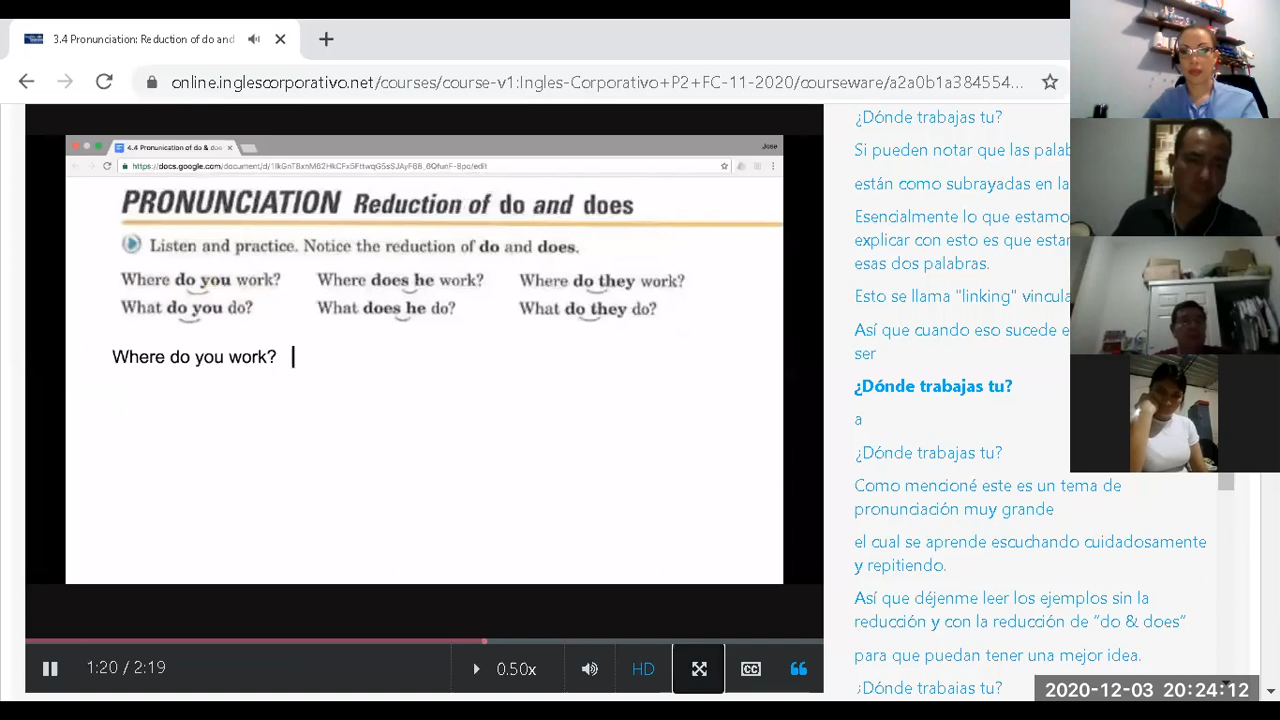 3.4 Pronunciation: Reduction of do and
online.inglescorporativo.net/courses/course-v1:Ingles-Corporativo+P2+FC-11-2020/courseware/a2a0b1a384554...
4.4 Pronunication of do & doe
Jose
PRONUNCIATION Reduction of do and does
Listen and practice. Notice the reduction of do and does.
Where do you work? Where does he work? Where do they work?
What do you do? What does he do? What do they do?
Where do you work?
1:20 / 2:19
0.50x
HD
CC
¿Dónde trabajas tu?
Si pueden notar que las palab
están como subrayadas en la
Esencialmente lo que estamo
explicar con esto es que estar
esas dos palabras.
Esto se llama "linking" vincula
Así que cuando eso sucede e
ser
¿Dónde trabajas tu?
a
¿Dónde trabajas tu?
Como mencioné este es un tema de
pronunciación muy grande
el cual se aprende escuchando cuidadosamente
y repitiendo.
Así que déjenme leer los ejemplos sin la
reducción y con la reducción de “do & does”
para que puedan tener una mejor idea.
¿Dónde trabajas tu?
2020-12-03 20:24:12